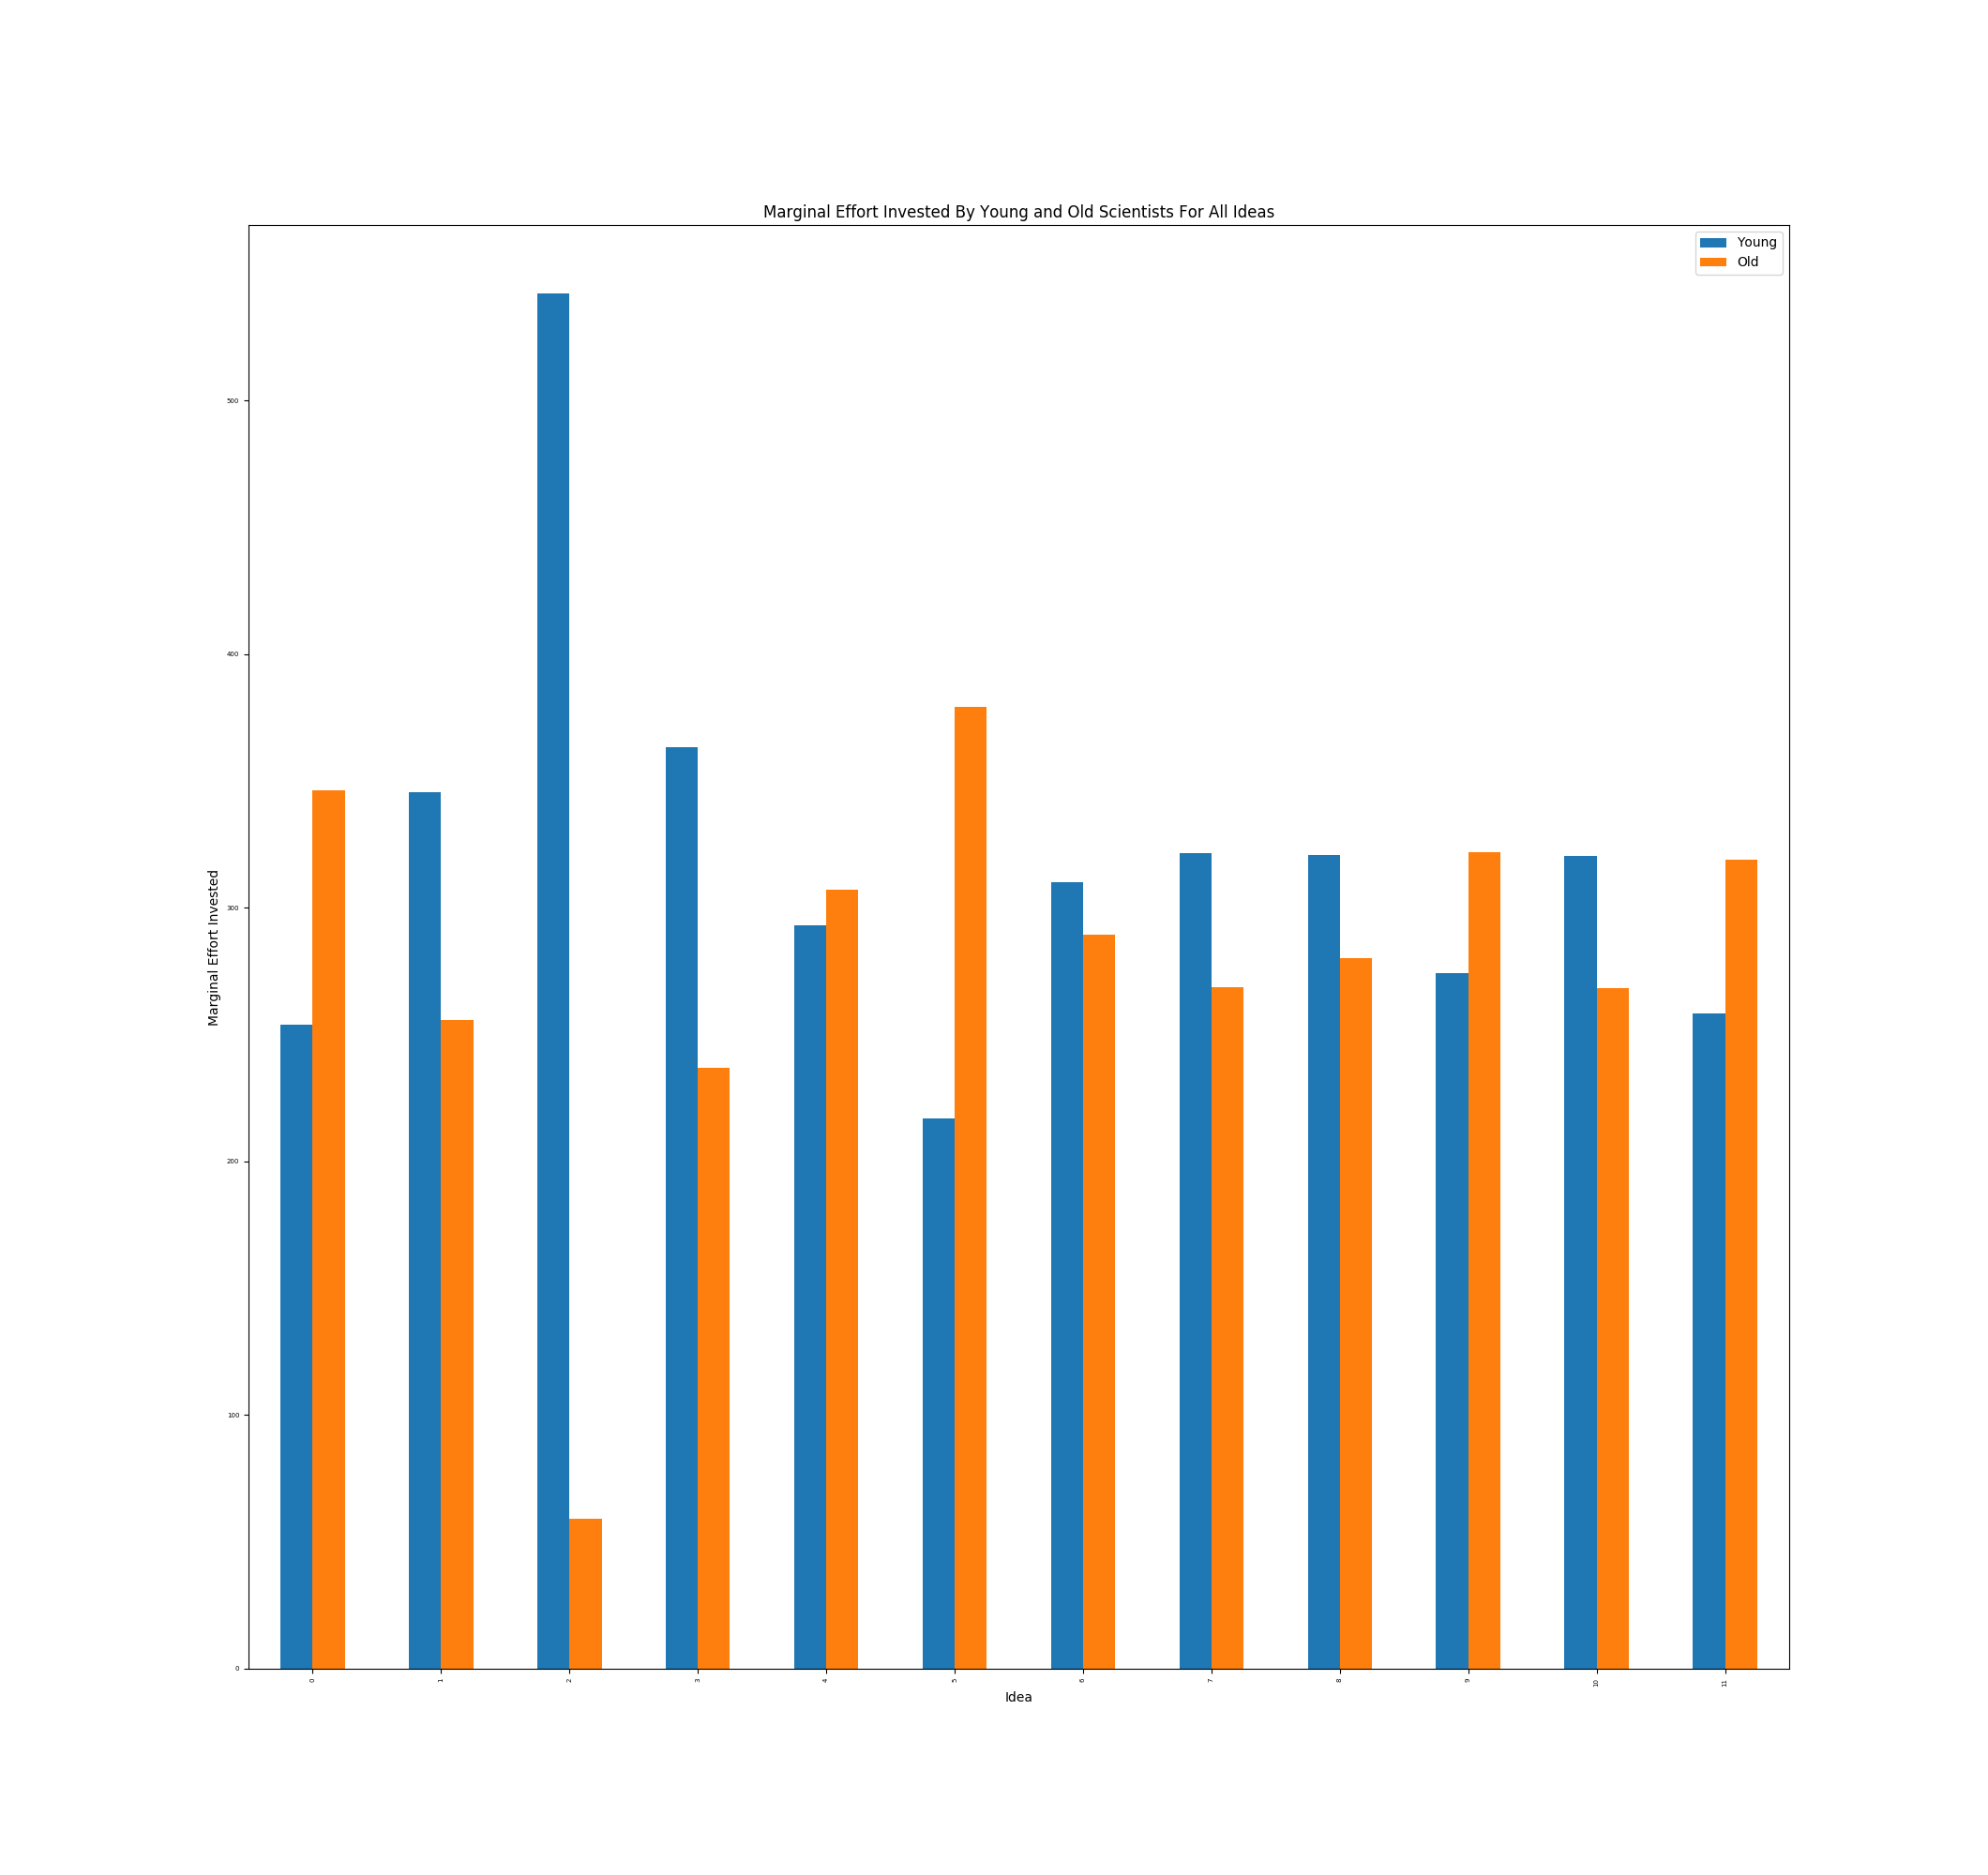 Marginal Effort Invested By Young and Old Scientists For All Ideas
Young
Old
Marginal Effort Invested
500
400
300
200
100
0
0 1 2 3 4 5 6 7 8 9 10 11
Idea